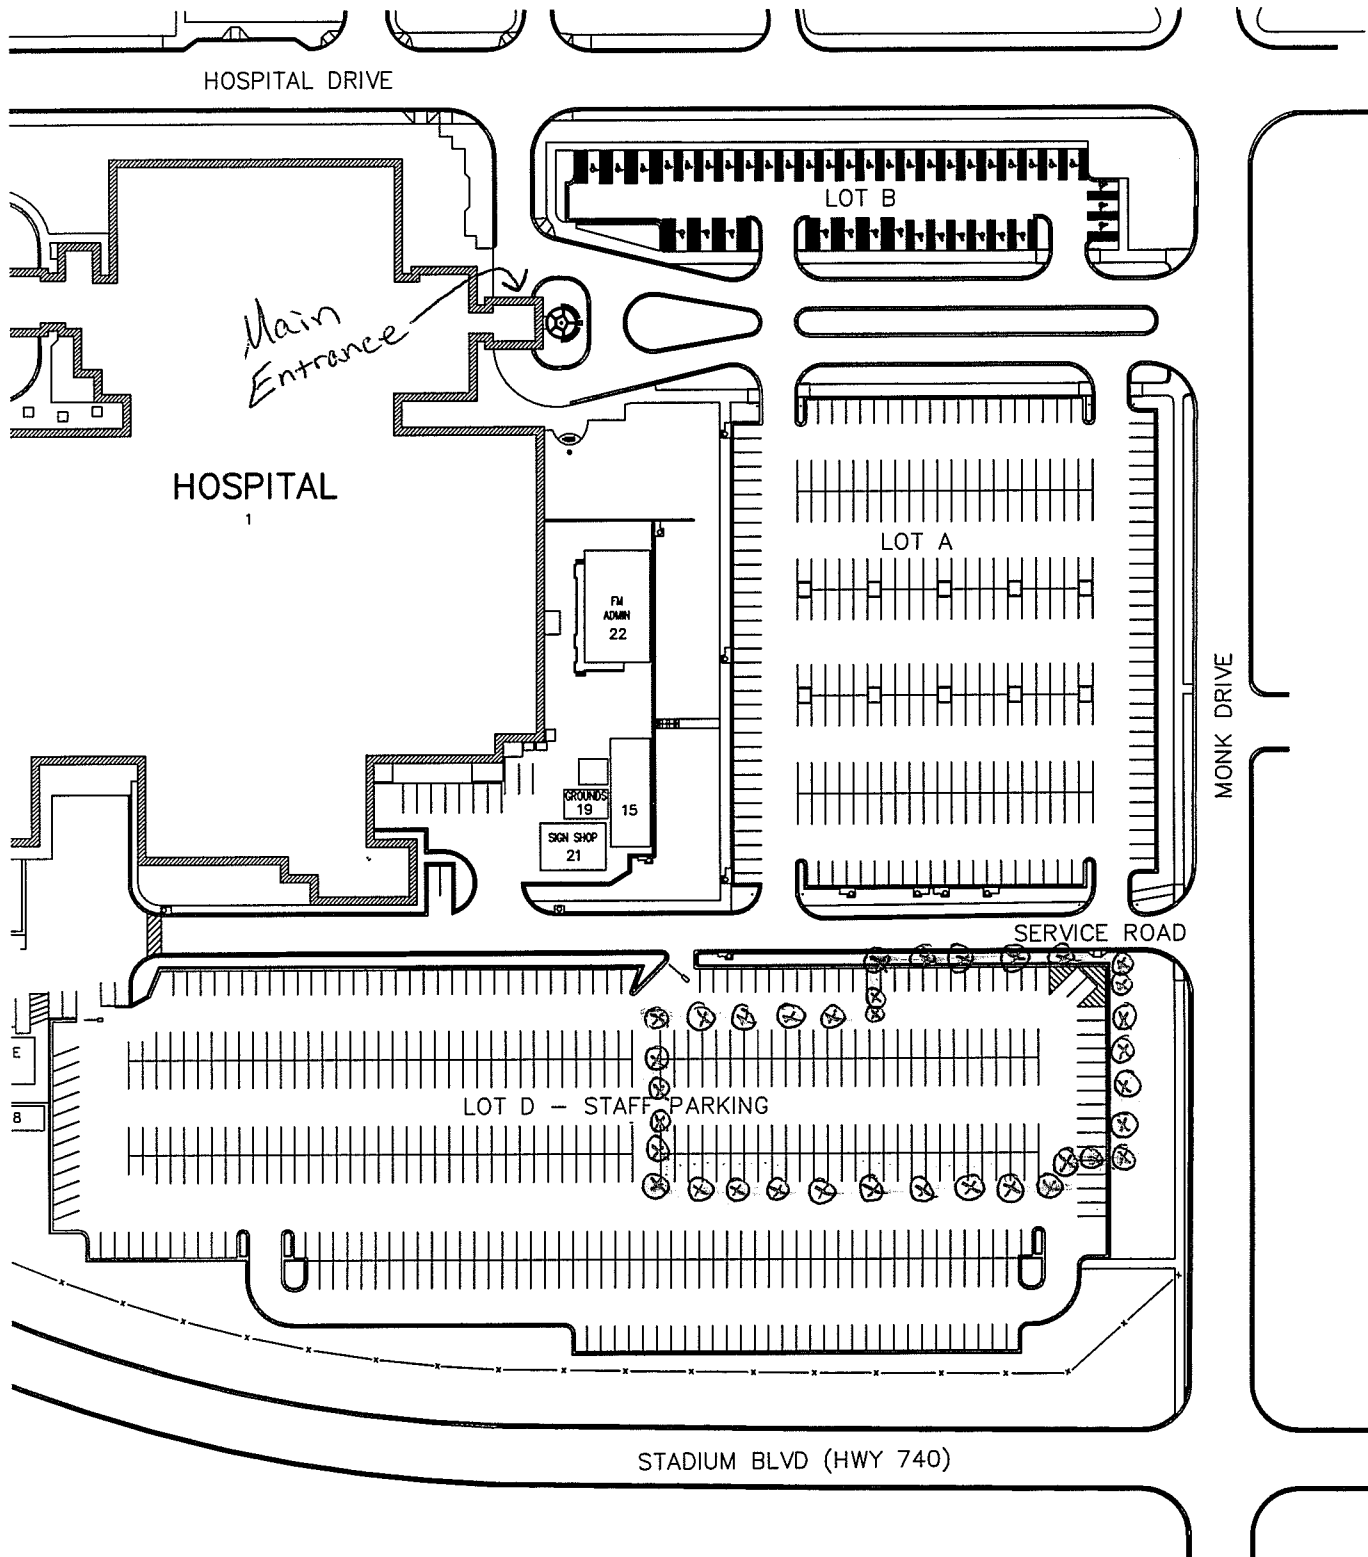 HOSPITAL DRIVE
LOT B
Main
Entrance
HOSPITAL
1
LOT A
FM
ADMIN
22
MONK DRIVE
GROUNDS
19
15
SIGN SHOP
21
SERVICE ROAD
E
8
LOT D - STAFF PARKING
STADIUM BLVD (HWY 740)